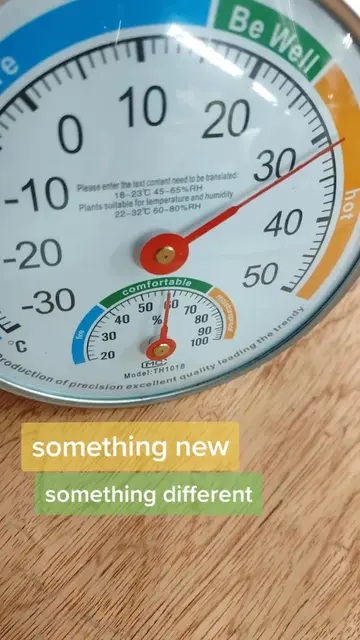 Be Well
hot
-30
-20
-10
0
10
20
30
40
50
°C
Please enter the text content need to be translated:
18-23℃ 45-65%RH
Plants suitable for temperature and humidity
22-32℃ 60-80%RH
comfortable
20
30
40
50
60
70
80
90
100
%
Model:TH101B
roduction of precision excellent quality leading the trendy
something new
something different